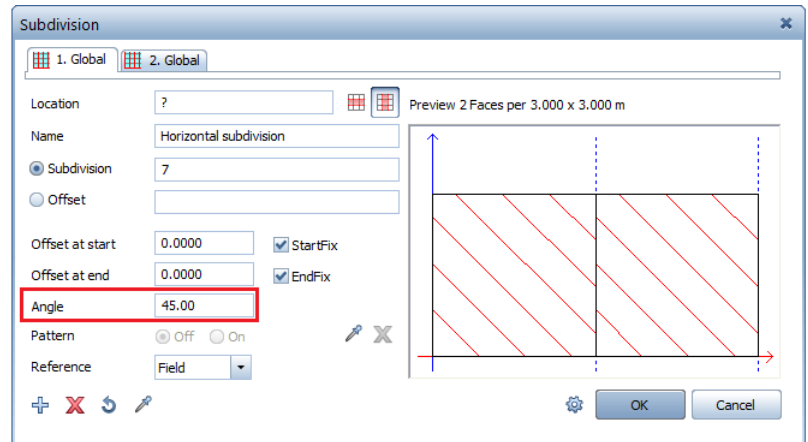 Subdivision
1. Global 2. Global
Location ? Preview 2 Faces per 3.000 x 3.000 m
Name Horizontal subdivision
Subdivision 7
Offset
Offset at start 0.0000 StartFix
Offset at end 0.0000 EndFix
Angle 45.00
Pattern Off On
Reference Field
OK Cancel